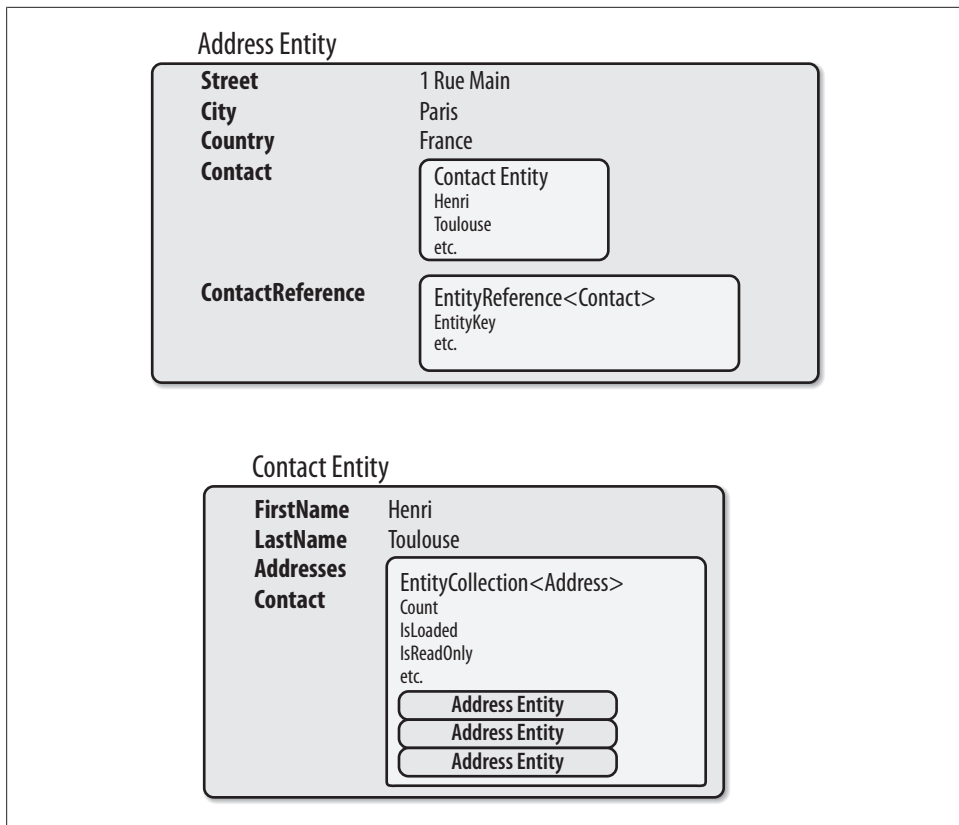 Address Entity
Street 1 Rue Main
City Paris
Country France
Contact Contact Entity
Henri
Toulouse
etc.
ContactReference EntityReference<Contact>
EntityKey
etc.
Contact Entity
FirstName Henri
LastName Toulouse
Addresses EntityCollection<Address>
Contact Count
IsLoaded
IsReadOnly
etc.
Address Entity
Address Entity
Address Entity